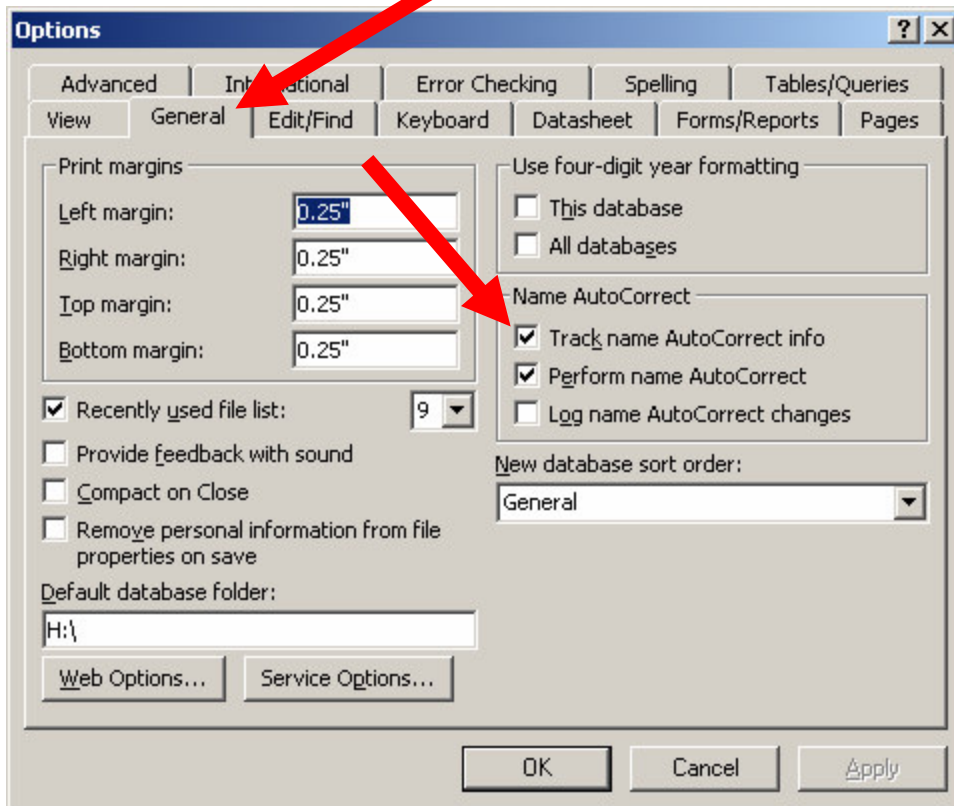 Options
Advanced
International
Error Checking
Spelling
Tables/Queries
View
General
Edit/Find
Keyboard
Datasheet
Forms/Reports
Pages
Print margins
Left margin:
0.25"
Right margin:
0.25"
Top margin:
0.25"
Bottom margin:
0.25"
Recently used file list:
9
Provide feedback with sound
Compact on Close
Remove personal information from file
properties on save
Default database folder:
H:\
Web Options...
Service Options...
Use four-digit year formatting
This database
All databases
Name AutoCorrect
Track name AutoCorrect info
Perform name AutoCorrect
Log name AutoCorrect changes
New database sort order:
General
OK
Cancel
Apply